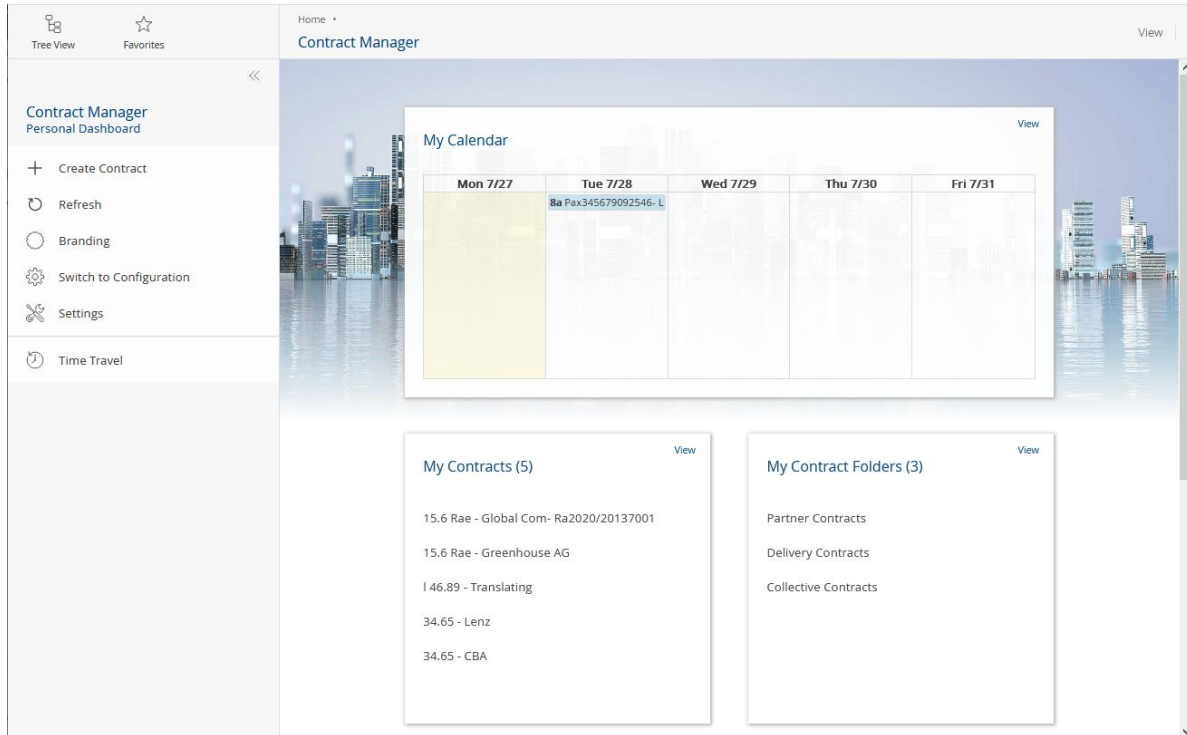 Tree View
Favorites
Home •
Contract Manager
View
Contract Manager
Personal Dashboard
Create Contract
Refresh
Branding
Switch to Configuration
Settings
Time Travel
My Calendar
View
Mon 7/27 Tue 7/28 Wed 7/29 Thu 7/30 Fri 7/31
8a Pax345679092546- L
My Contracts (5)
View
15.6 Rae - Global Com- Ra2020/20137001
15.6 Rae - Greenhouse AG
l 46.89 - Translating
34.65 - Lenz
34.65 - CBA
My Contract Folders (3)
View
Partner Contracts
Delivery Contracts
Collective Contracts